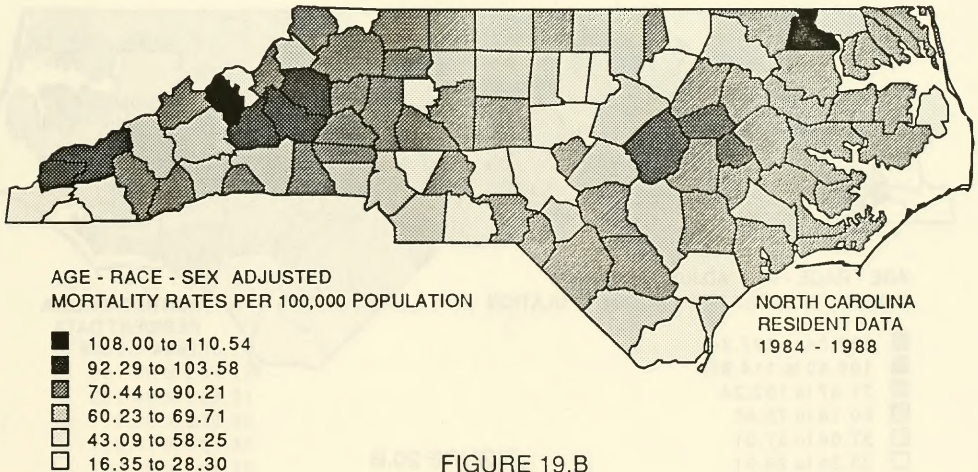 AGE - RACE - SEX ADJUSTED
MORTALITY RATES PER 100,000 POPULATION
108.00 to 110.54
92.29 to 103.58
70.44 to 90.21
60.23 to 69.71
43.09 to 58.25
16.35 to 28.30
NORTH CAROLINA
RESIDENT DATA
1984 - 1988
FIGURE 19.B